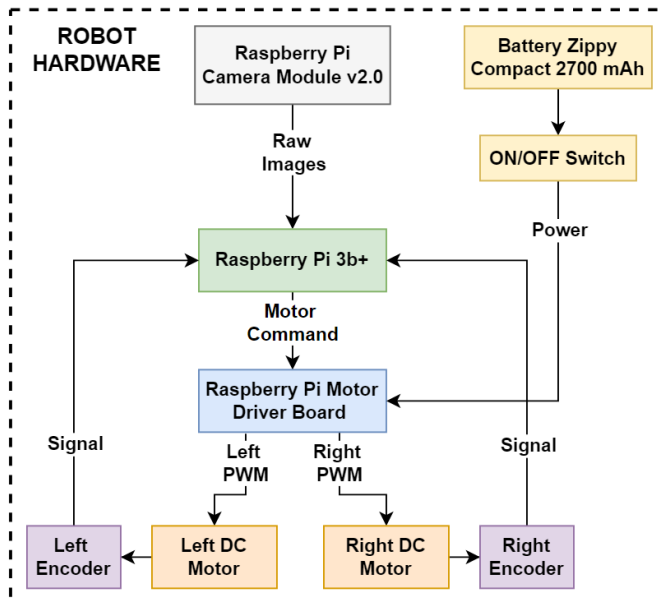 ROBOT
HARDWARE
Raspberry Pi
Camera Module v2.0
Battery Zippy
Compact 2700 mAh
ON/OFF Switch
Raw
Images
Power
Raspberry Pi 3b+
Motor
Command
Raspberry Pi Motor
Driver Board
Signal
Left
PWM
Right
PWM
Signal
Left
Encoder
Left DC
Motor
Right DC
Motor
Right
Encoder